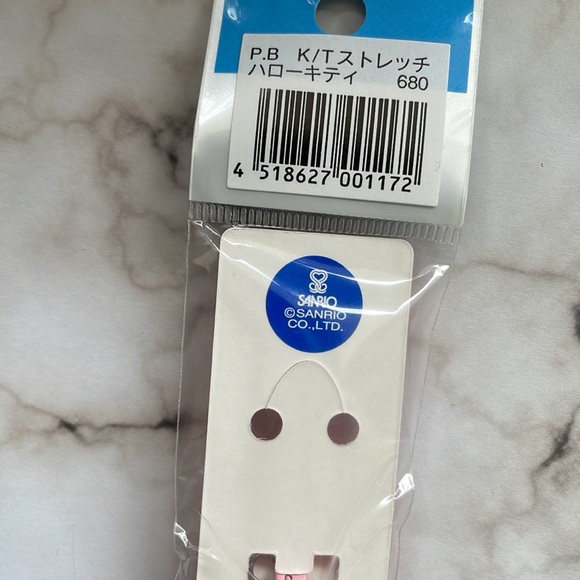 P.B K/Tストレッチ
ハローキティ 680
4 518627 001172
SANRIO
©SANRIO
CO.,LTD.